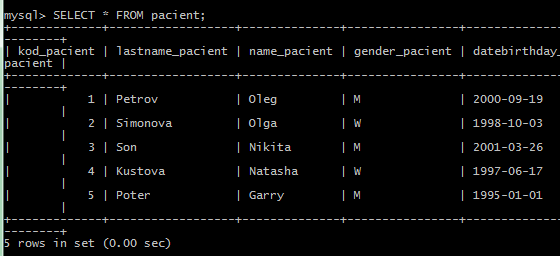 mysql> SELECT * FROM pacient;
+-------------+------------------+--------------+----------------+-------------
--------+
| kod_pacient | lastname_pacient | name_pacient | gender_pacient | datebirthday_
pacient |
+-------------+------------------+--------------+----------------+-------------
--------+
| 1 | Petrov | Oleg | M | 2000-09-19
|
| 2 | Simonova | Olga | W | 1998-10-03
|
| 3 | Son | Nikita | M | 2001-03-26
|
| 4 | Kustova | Natasha | W | 1997-06-17
|
| 5 | Poter | Garry | M | 1995-01-01
|
+-------------+------------------+--------------+----------------+-------------
--------+
5 rows in set (0.00 sec)